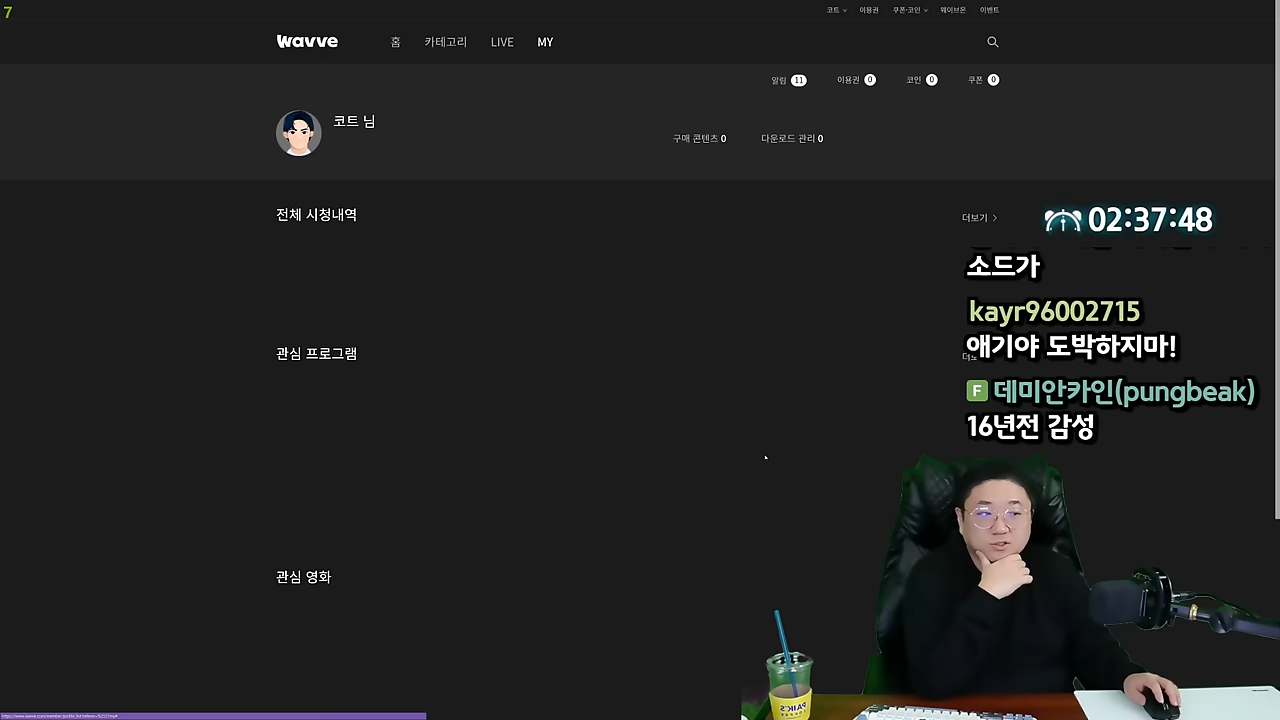 7
코트 이용권 쿠폰·코인 웨이브온 이벤트
wavve 홈 카테고리 LIVE MY
알림 11 이용권 0 코인 0 쿠폰 0
코트 님
구매 콘텐츠 0 다운로드 관리 0
전체 시청내역 더보기
02:37:48
소드가
kayr96002715
관심 프로그램
애기야 도박하지마!
F 데미안카인(pungbeak)
16년전 감성
관심 영화
PAIK'S